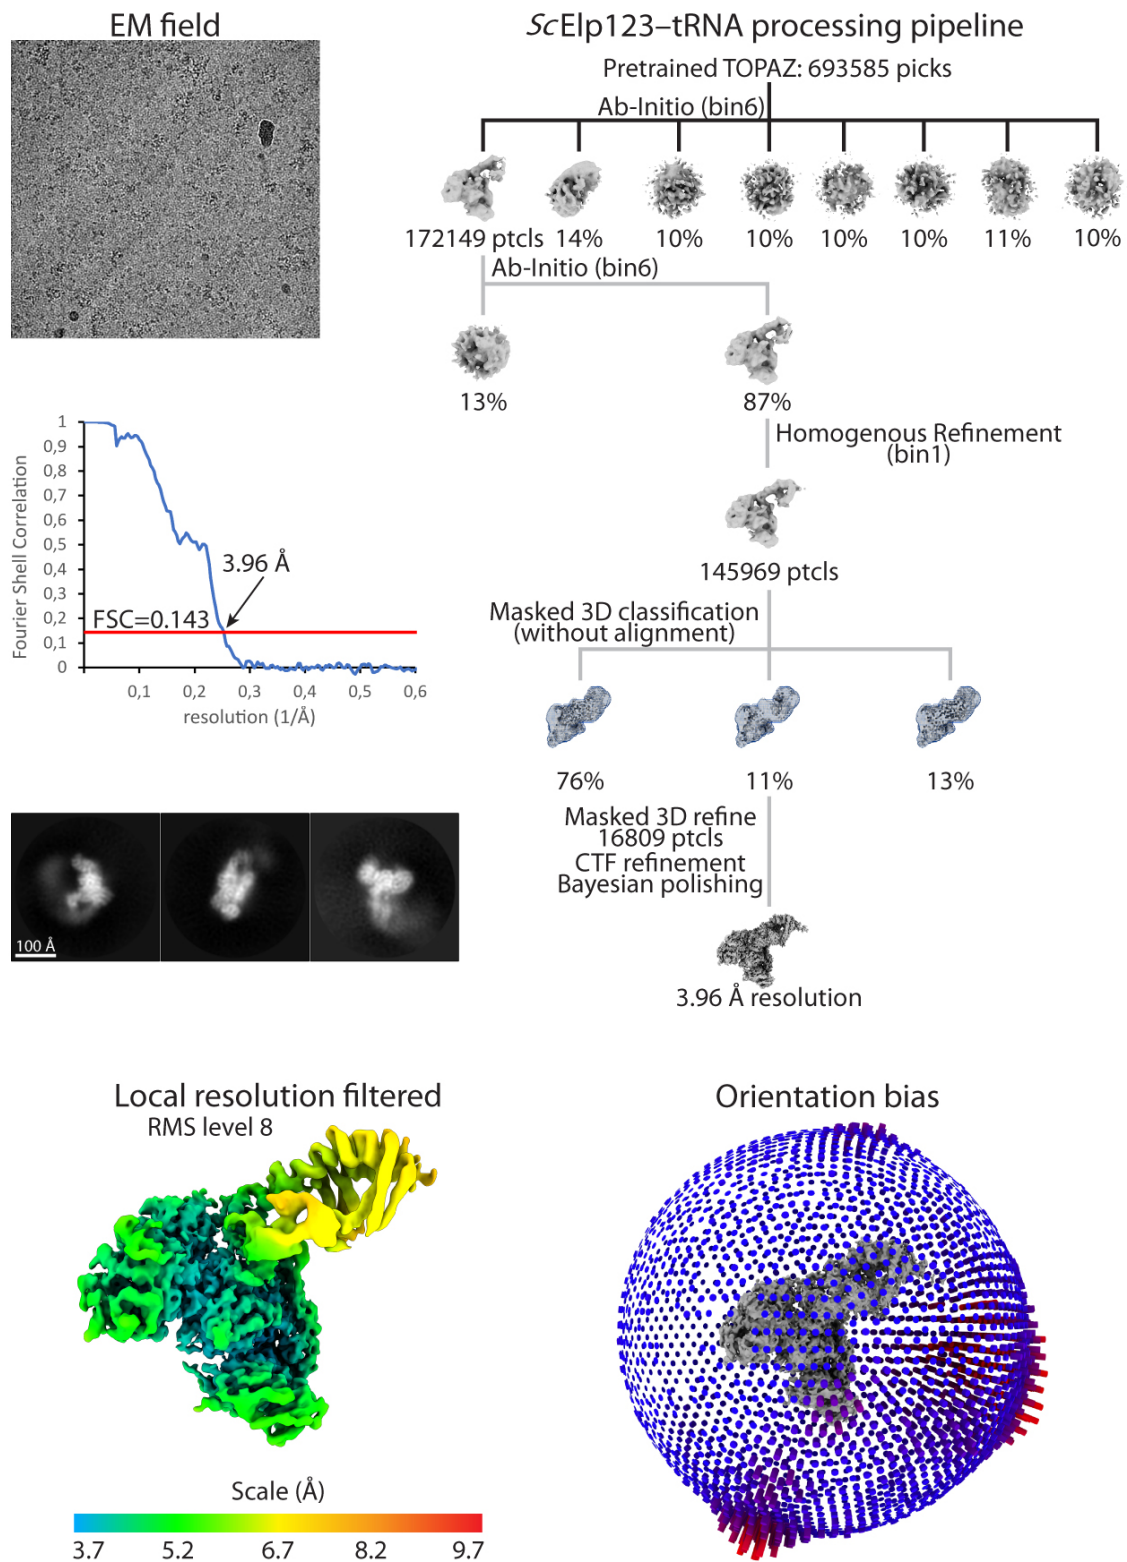 EM field
ScElp123–tRNA processing pipeline
Pretrained TOPAZ: 693585 picks
Ab-Initio (bin6)
172149 ptcls
14%
10%
10%
10%
10%
11%
10%
Ab-Initio (bin6)
13%
87%
Homogenous Refinement
(bin1)
145969 ptcls
Masked 3D classification
(without alignment)
76%
11%
13%
Masked 3D refine
16809 ptcls
CTF refinement
Bayesian polishing
3.96 Å resolution
Fourier Shell Correlation
1
0,9
0,8
0,7
0,6
0,5
0,4
0,3
0,2
0,1
0
3.96 Å
FSC=0.143
0,1
0,2
0,3
0,4
0,5
0,6
resolution (1/Å)
100 Å
Local resolution filtered
RMS level 8
Scale (Å)
3.7
5.2
6.7
8.2
9.7
Orientation bias